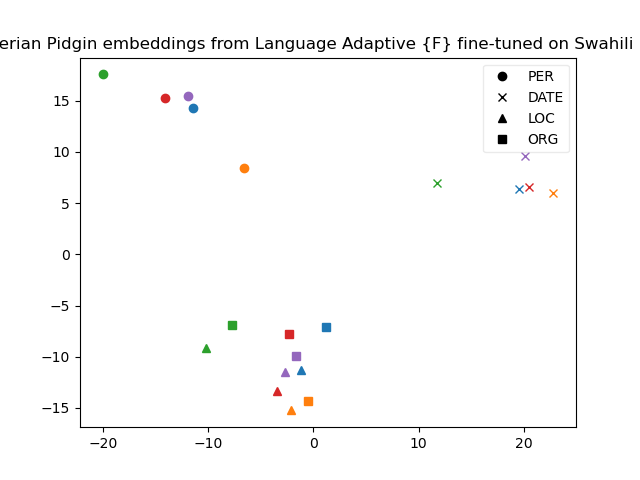 erian Pidgin embeddings from Language Adaptive {F} fine-tuned on Swahili
PER
DATE
LOC
ORG
15
10
5
0
−5
−10
−15
−20
−10
0
10
20